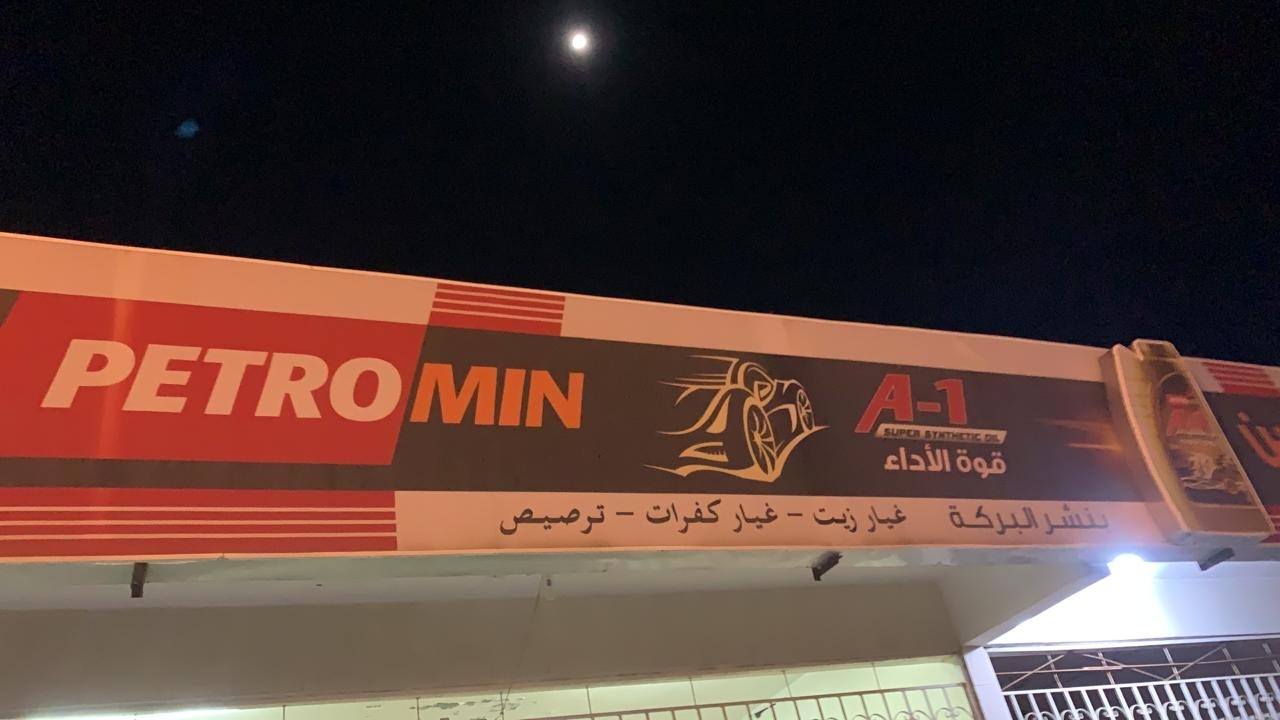 PETROMIN
A-1
SUPER SYNTHETIC OIL
قوة الأداء
بنشر البركة غيار زيت - غيار كفرات - ترصيص